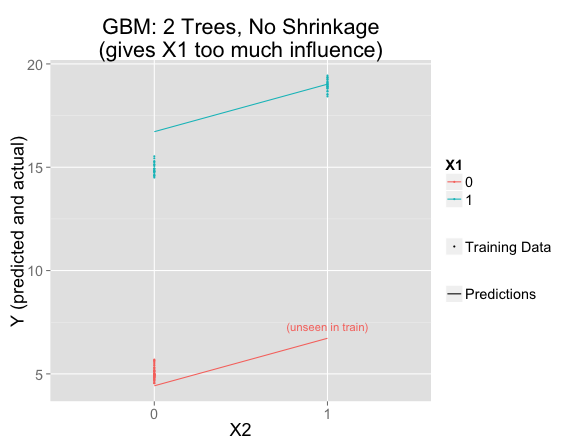 GBM: 2 Trees, No Shrinkage
(gives X1 too much influence)
Y (predicted and actual)
20
15
10
5
(unseen in train)
0
1
X2
X1
0
1
Training Data
Predictions